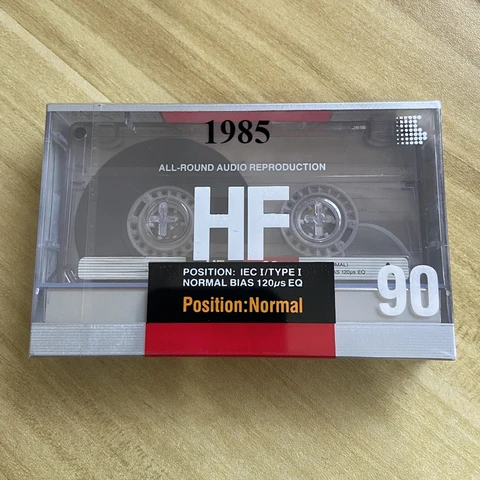 1985
ALL-ROUND AUDIO REPRODUCTION
HF
POSITION: IEC I/TYPE I
NORMAL BIAS 120µs EQ
Position:Normal
90